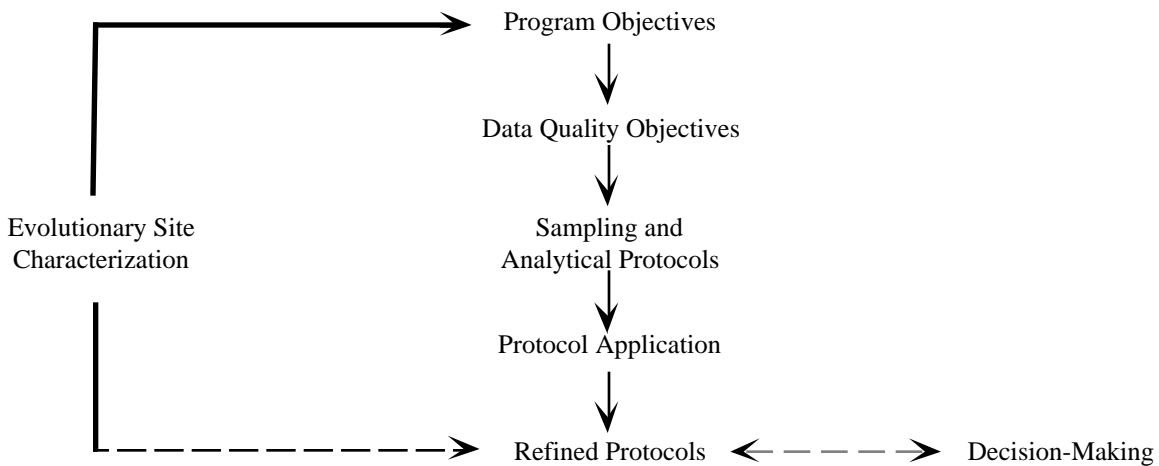 Program Objectives
Data Quality Objectives
Evolutionary Site
Characterization
Sampling and
Analytical Protocols
Protocol Application
Refined Protocols
Decision-Making